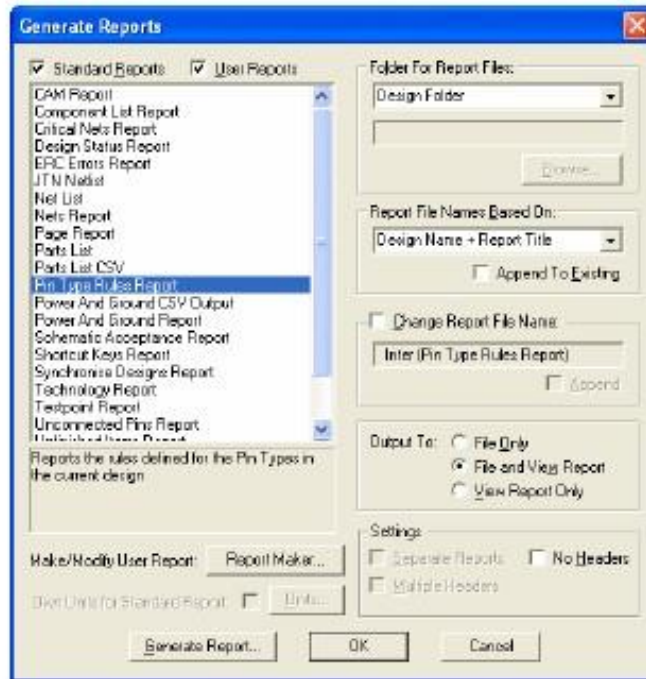 Generate Reports
Standard Reports
User Reports
CAM Report
Component List Report
Critical Nets Report
Design Status Report
ERC Errors Report
JTN Netlist
Net List
Nets Report
Page Report
Parts List
Parts List CSV
Pin Type Rules Report
Power And Ground CSV Output
Power And Ground Report
Schematic Acceptance Report
Shortcut Keys Report
Synchronise Designs Report
Technology Report
Testpoint Report
Unconnected Pins Report
Reports the rules defined for the Pin Types in
the current design
Make/Modify User Report:
Report Maker...
Own Units for Standard Report:
Units...
Generate Report...
OK
Cancel
Folder For Report Files:
Design Folder
Browse...
Report File Names Based On:
Design Name + Report Title
Append To Existing
Change Report File Name:
Inter (Pin Type Rules Report)
Append
Output To:
File Only
File and View Report
View Report Only
Settings
Separate Reports
No Headers
Multiple Headers